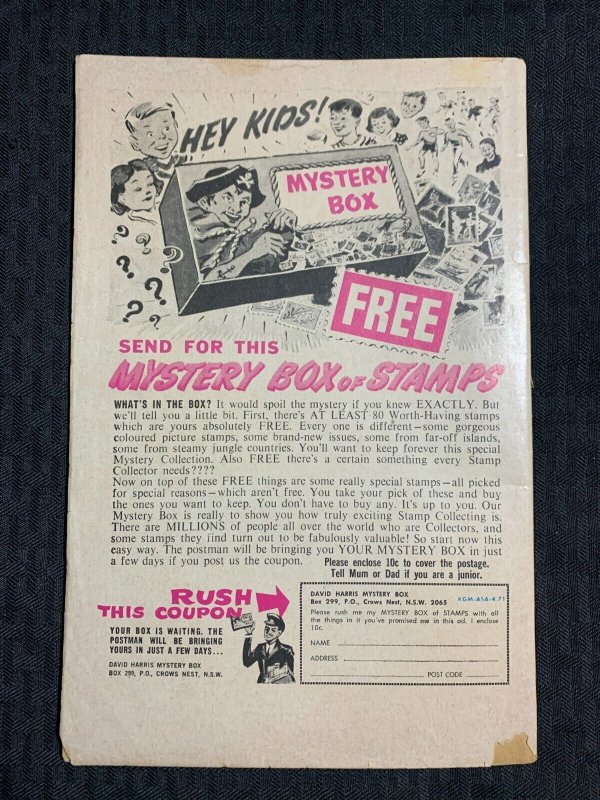 HEY KIDS!
MYSTERY
BOX
FREE
SEND FOR THIS
MYSTERY BOX OF STAMPS
WHAT'S IN THE BOX? It would spoil the mystery if you knew EXACTLY. But
we'll tell you a little bit. First, there's AT LEAST 80 Worth-Having stamps
which are yours absolutely FREE. Every one is different—some gorgeous
coloured picture stamps, some brand-new issues, some from far-off islands,
some from steamy jungle countries. You'll want to keep forever this special
Mystery Collection. Also FREE there's a certain something every Stamp
Collector needs????
Now on top of these FREE things are some really special stamps—all picked
for special reasons—which aren't free. You take your pick of these and buy
the ones you want to keep. You don't have to buy any. It's up to you. Our
Mystery Box is really to show you how truly exciting Stamp Collecting is.
There are MILLIONS of people all over the world who are Collectors, and
some stamps they find turn out to be fabulously valuable! So start now this
easy way. The postman will be bringing you YOUR MYSTERY BOX in just
a few days if you post us the coupon. Please enclose 10c to cover the postage.
Tell Mum or Dad if you are a junior.
RUSH
THIS COUPON
YOUR BOX IS WAITING. THE
POSTMAN WILL BE BRINGING
YOURS IN JUST A FEW DAYS...
DAVID HARRIS MYSTERY BOX
BOX 299, P.O., CROWS NEST, N.S.W.
DAVID HARRIS MYSTERY BOX
Box 299, P.O., Crows Nest, N.S.W. 2065 KGM-ASA-4.71
Please rush me my MYSTERY BOX of STAMPS with all
the things in it you've promised me in this ad. I enclose
10c.
NAME
ADDRESS
POST CODE